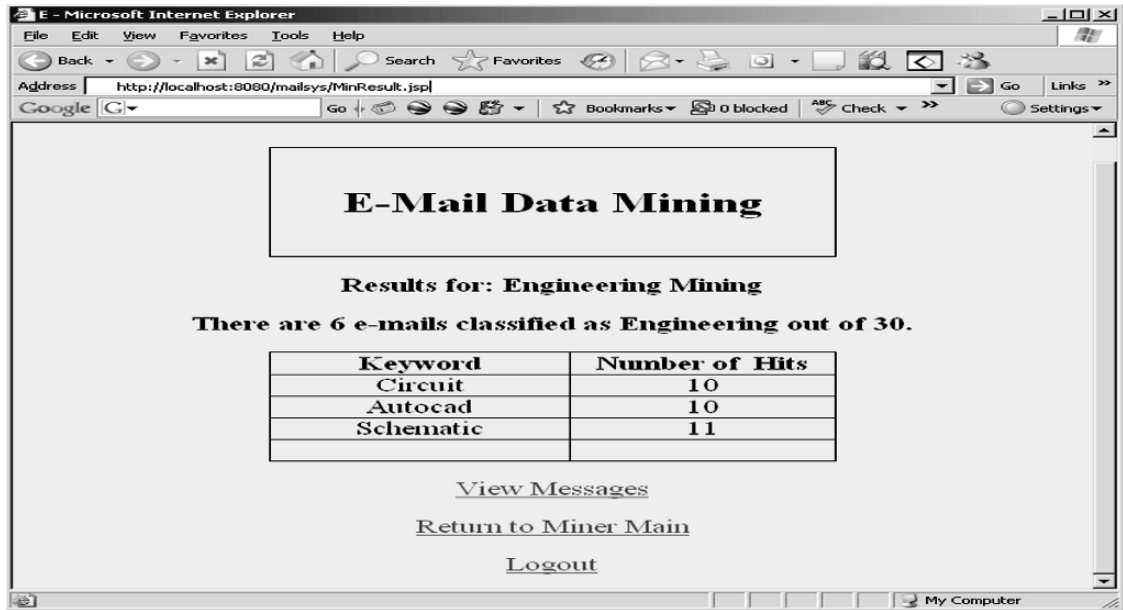 E - Microsoft Internet Explorer
File Edit View Favorites Tools Help
Back Search Favorites
Address http://localhost:8080/mailsys/MinResult.jsp Go Links »
Google G Go Bookmarks 0 blocked ABC Check » Settings
E-Mail Data Mining
Results for: Engineering Mining
There are 6 e-mails classified as Engineering out of 30.
Keyword Number of Hits
Circuit 10
Autocad 10
Schematic 11
View Messages
Return to Miner Main
Logout
My Computer